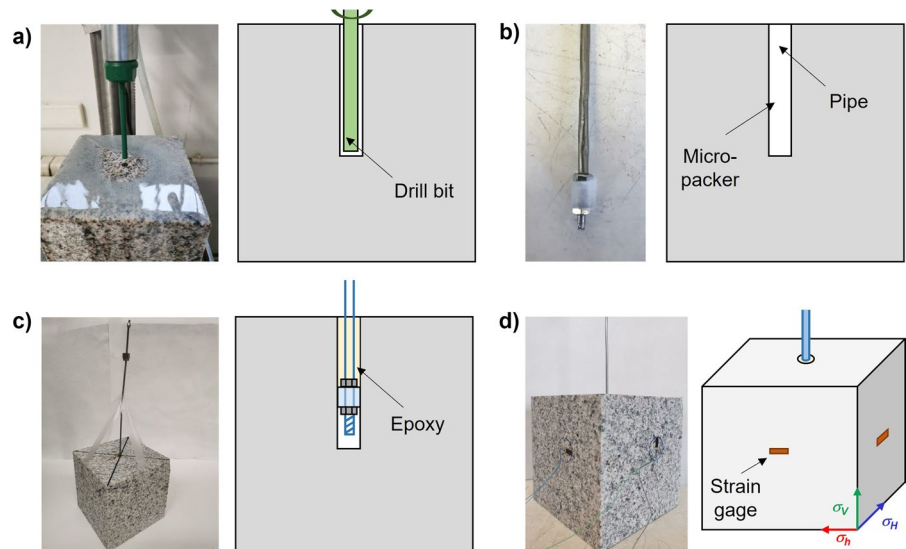 a)
Drill bit
b)
Pipe
Micro-
packer
c)
Epoxy
d)
Strain
gage
σV
σH
σh